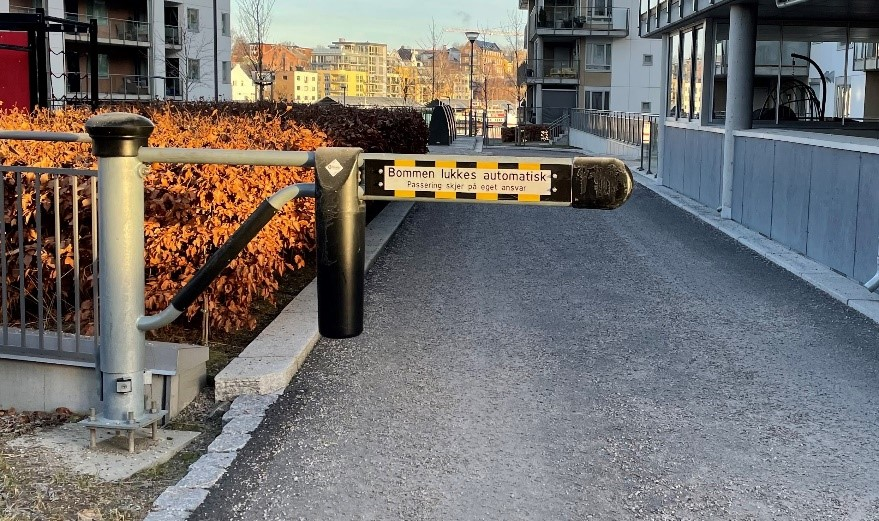 Bommen lukkes automatisk
Passering skjer på eget ansvar